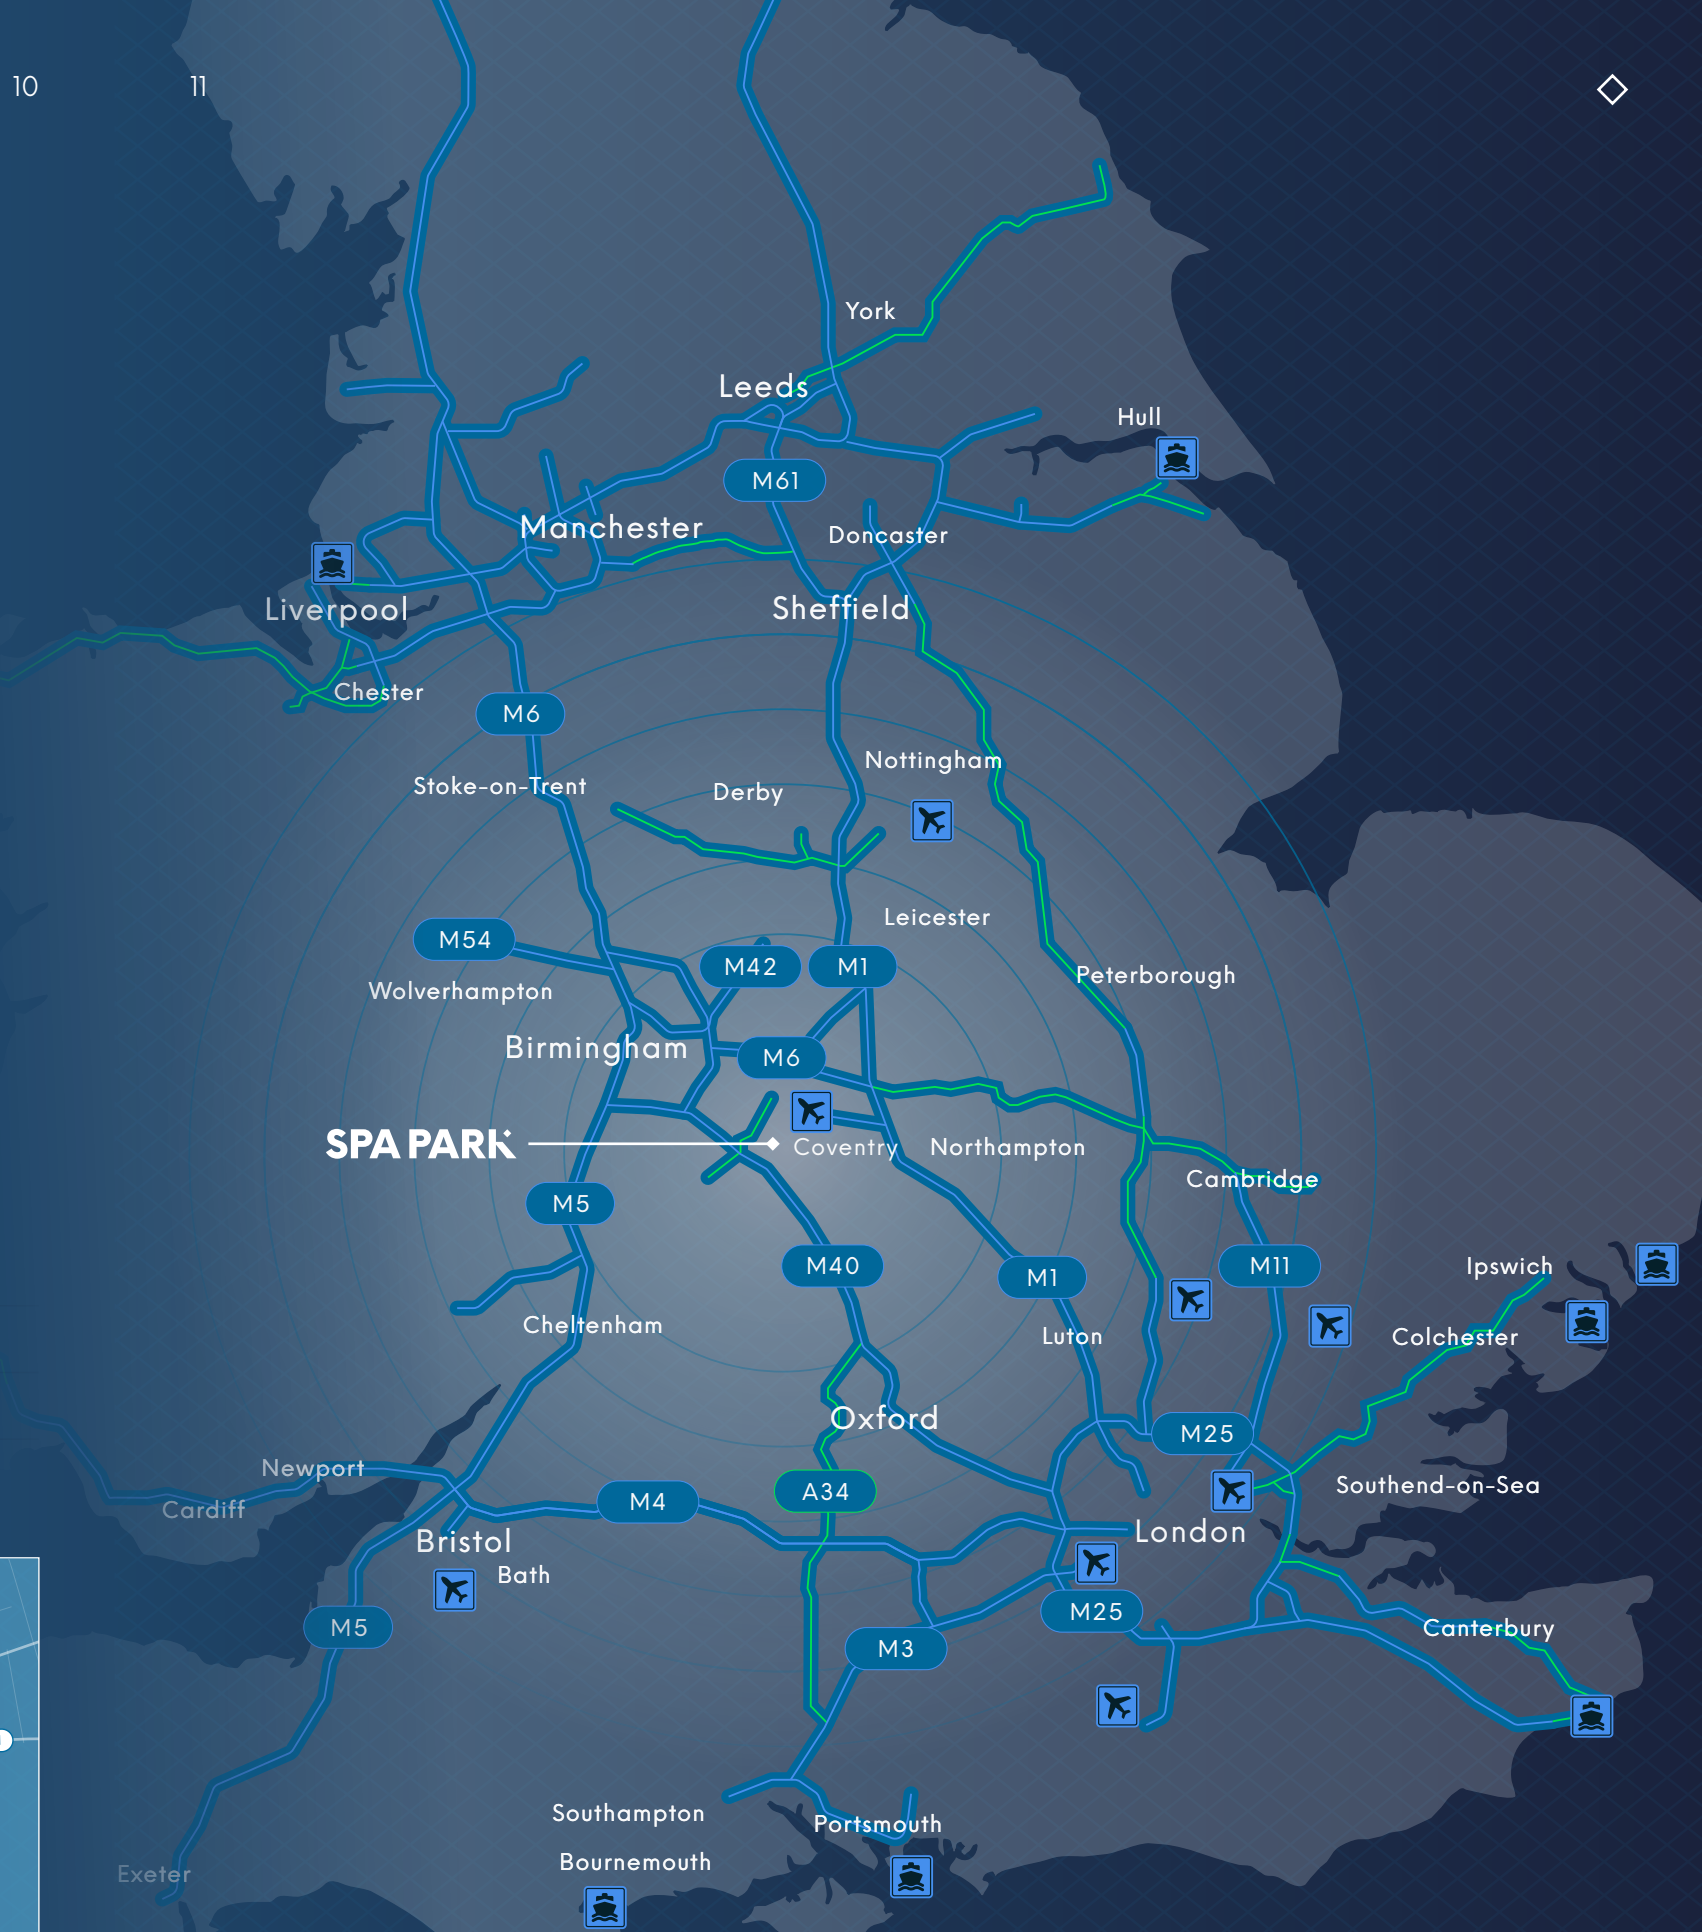 10
11
York
Leeds
Hull
M61
Manchester
Doncaster
Liverpool
Sheffield
Chester
M6
Nottingham
Stoke-on-Trent
Derby
Leicester
M54
M42
M1
Peterborough
Wolverhampton
Birmingham
M6
SPA PARK
Coventry
Northampton
Cambridge
M5
M40
M1
M11
Ipswich
Cheltenham
Luton
Colchester
Oxford
M25
Newport
Southend-on-Sea
Cardiff
M4
A34
Bristol
London
Bath
M5
M25
Canterbury
M3
Southampton
Portsmouth
Bournemouth
Exeter